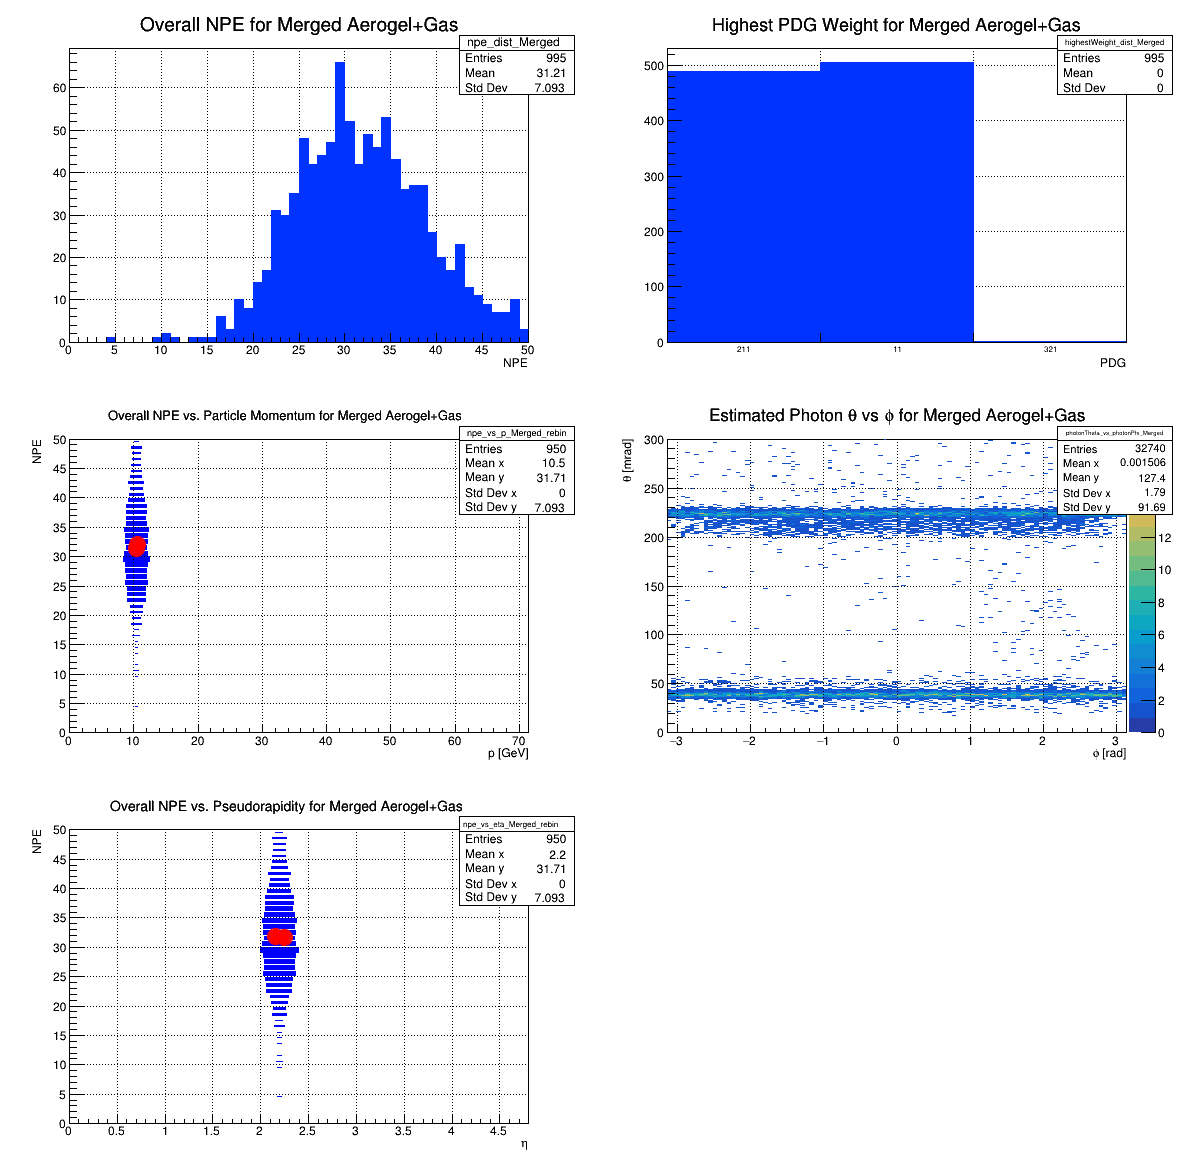 Overall NPE for Merged Aerogel+Gas
npe_dist_Merged
Entries 995
Mean 31.21
Std Dev 7.093
60
50
40
30
20
10
0
0 5 10 15 20 25 30 35 40 45 50
NPE
Highest PDG Weight for Merged Aerogel+Gas
highestWeight_dist_Merged
Entries 995
Mean 0
Std Dev 0
500
400
300
200
100
0
211 11 321
PDG
Overall NPE vs. Particle Momentum for Merged Aerogel+Gas
npe_vs_p_Merged_rebin
Entries 950
Mean x 10.5
Mean y 31.71
Std Dev x 0
Std Dev y 7.093
NPE
50
45
40
35
30
25
20
15
10
5
0
0 10 20 30 40 50 60 70
p [GeV]
Estimated Photon θ vs ϕ for Merged Aerogel+Gas
photonTheta_vs_photonPhi_Merged
Entries 32740
Mean x 0.001506
Mean y 127.4
Std Dev x 1.79
Std Dev y 91.69
θ [mrad]
300
250
200
150
100
50
0
−3 −2 −1 0 1 2 3
ϕ [rad]
12
10
8
6
4
2
0
Overall NPE vs. Pseudorapidity for Merged Aerogel+Gas
npe_vs_eta_Merged_rebin
Entries 950
Mean x 2.2
Mean y 31.71
Std Dev x 0
Std Dev y 7.093
NPE
50
45
40
35
30
25
20
15
10
5
0
0 0.5 1 1.5 2 2.5 3 3.5 4 4.5
η